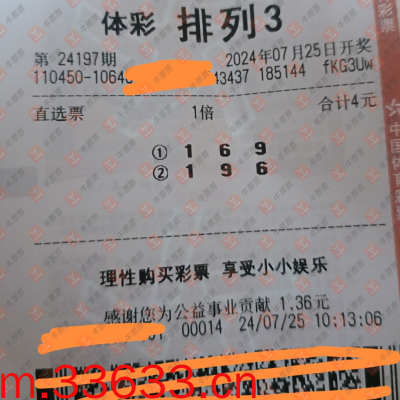 体彩 排列3
第 24197期 2024年07月25日开奖
110450-1064 13437 185144 fKG3Uw
直选票 1倍 合计4元
① 1 6 9
② 1 9 6
理性购买彩票 享受小小娱乐
感谢您为公益事业贡献 1.36元
00014 24/07/25 10:13:06
m.33633.cn